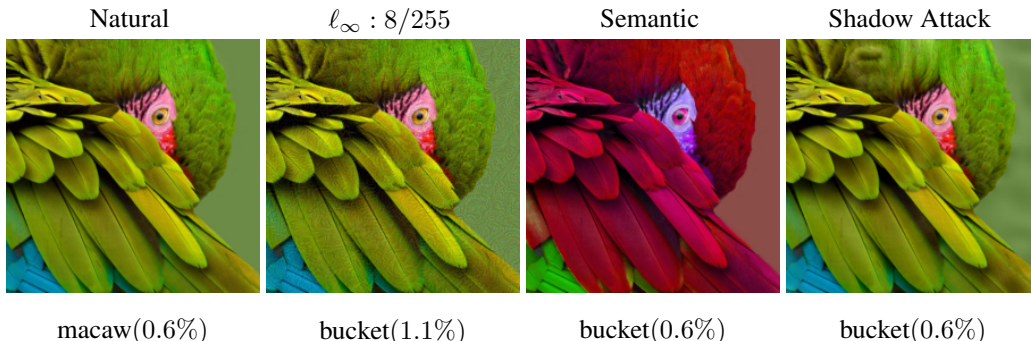 Natural
ℓ∞ : 8/255
Semantic
Shadow Attack
macaw(0.6%)
bucket(1.1%)
bucket(0.6%)
bucket(0.6%)